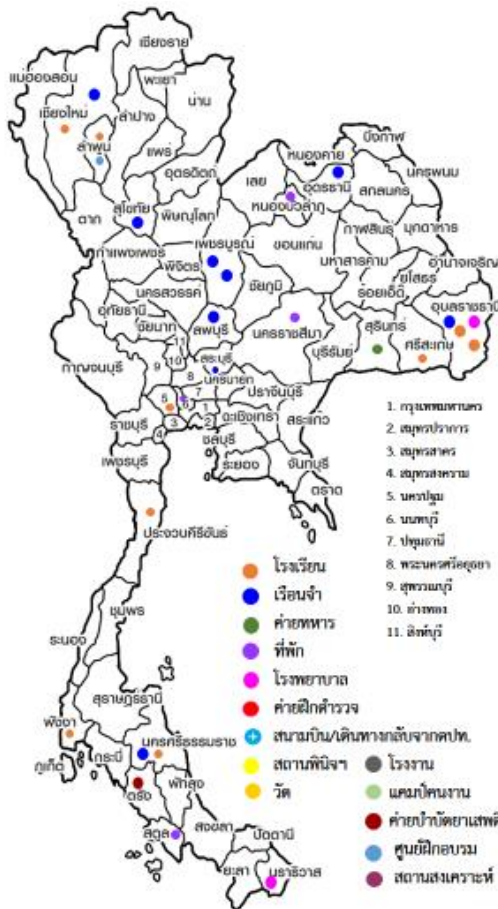 เชียงราย
แม่ฮ่องสอน
พะเยา
น่าน
เชียงใหม่
ลำปาง
ลำพูน
แพร่
บึงกาฬ
หนองคาย
อุตรดิตถ์
เลย
อุดรธานี
นครพนม
สกลนคร
ตาก
สุโขทัย
พิษณุโลก
หนองบัวลำภู
กำแพงเพชร
เพชรบูรณ์
ขอนแก่น
กาฬสินธุ์
มุกดาหาร
พิจิตร
มหาสารคาม
อำนาจเจริญ
ชัยภูมิ
ยโสธร
นครสวรรค์
ร้อยเอ็ด
อุทัยธานี
อุบลราชธานี
ชัยนาท
ลพบุรี
นครราชสีมา
สุรินทร์
ศรีสะเกษ
11
10
สระบุรี
บุรีรัมย์
กาญจนบุรี
9
8
นครนายก
7
ปราจีนบุรี
5
6
1
ฉะเชิงเทรา
สระแก้ว
ราชบุรี
3
2
4
ชลบุรี
เพชรบุรี
ระยอง
จันทบุรี
ตราด
ประจวบคีรีขันธ์
1. กรุงเทพมหานคร
2. สมุทรปราการ
3. สมุทรสาคร
4. สมุทรสงคราม
5. นครปฐม
6. นนทบุรี
7. ปทุมธานี
8. พระนครศรีอยุธยา
9. สุพรรณบุรี
10. อ่างทอง
11. สิงห์บุรี
ชุมพร
ระนอง
สุราษฎร์ธานี
พังงา
นครศรีธรรมราช
กระบี่
ภูเก็ต
ตรัง
พัทลุง
สตูล
สงขลา
ปัตตานี
ยะลา
นราธิวาส
โรงเรียน
เรือนจำ
ค่ายทหาร
ที่พัก
โรงพยาบาล
ค่ายฝึกตำรวจ
สนามบิน/เดินทางกลับจากตปท.
สถานพินิจฯ
วัด
โรงงาน
แคมป์คนงาน
ค่ายบำบัดยาเสพติ
ศูนย์ฝึกอบรม
สถานสงเคราะห์